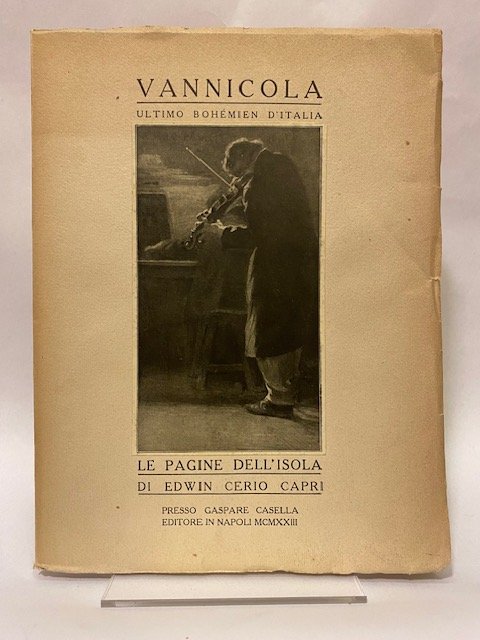 VANNICOLA
ULTIMO BOHÉMIEN D'ITALIA
LE PAGINE DELL'ISOLA
DI EDWIN CERIO CAPRI
PRESSO GASPARE CASELLA
EDITORE IN NAPOLI MCMXXIII